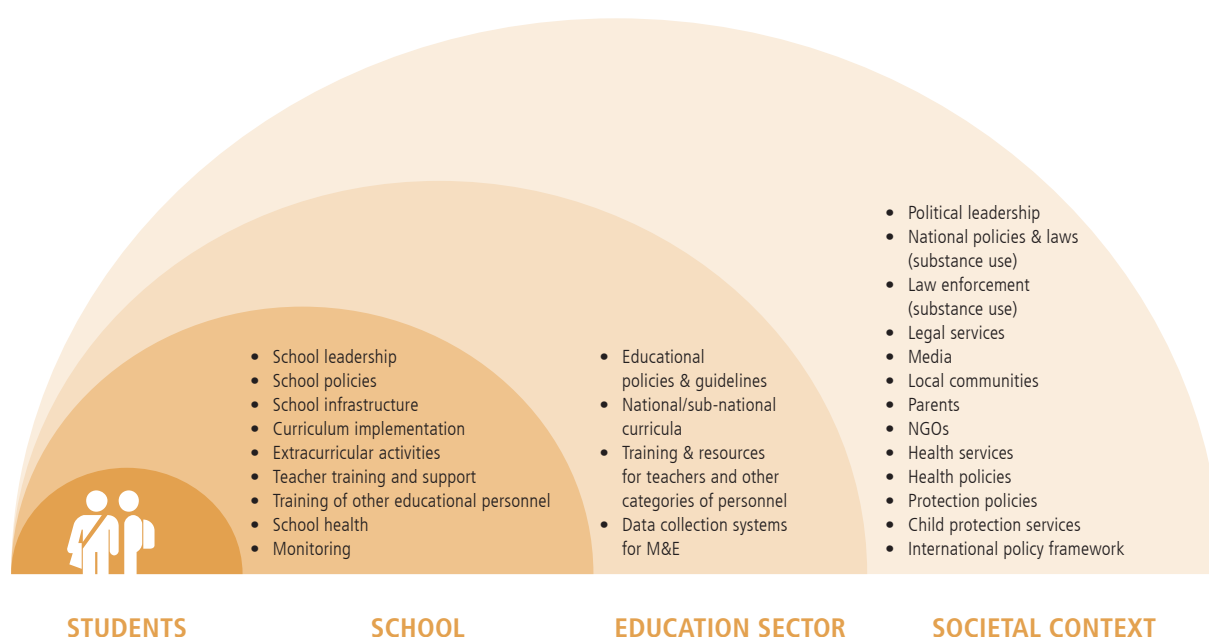 • School leadership
• School policies
• School infrastructure
• Curriculum implementation
• Extracurricular activities
• Teacher training and support
• Training of other educational personnel
• School health
• Monitoring
• Educational
policies & guidelines
• National/sub-national
curricula
• Training & resources
for teachers and other
categories of personnel
• Data collection systems
for M&E
• Political leadership
• National policies & laws
(substance use)
• Law enforcement
(substance use)
• Legal services
• Media
• Local communities
• Parents
• NGOs
• Health services
• Health policies
• Protection policies
• Child protection services
• International policy framework
STUDENTS
SCHOOL
EDUCATION SECTOR
SOCIETAL CONTEXT